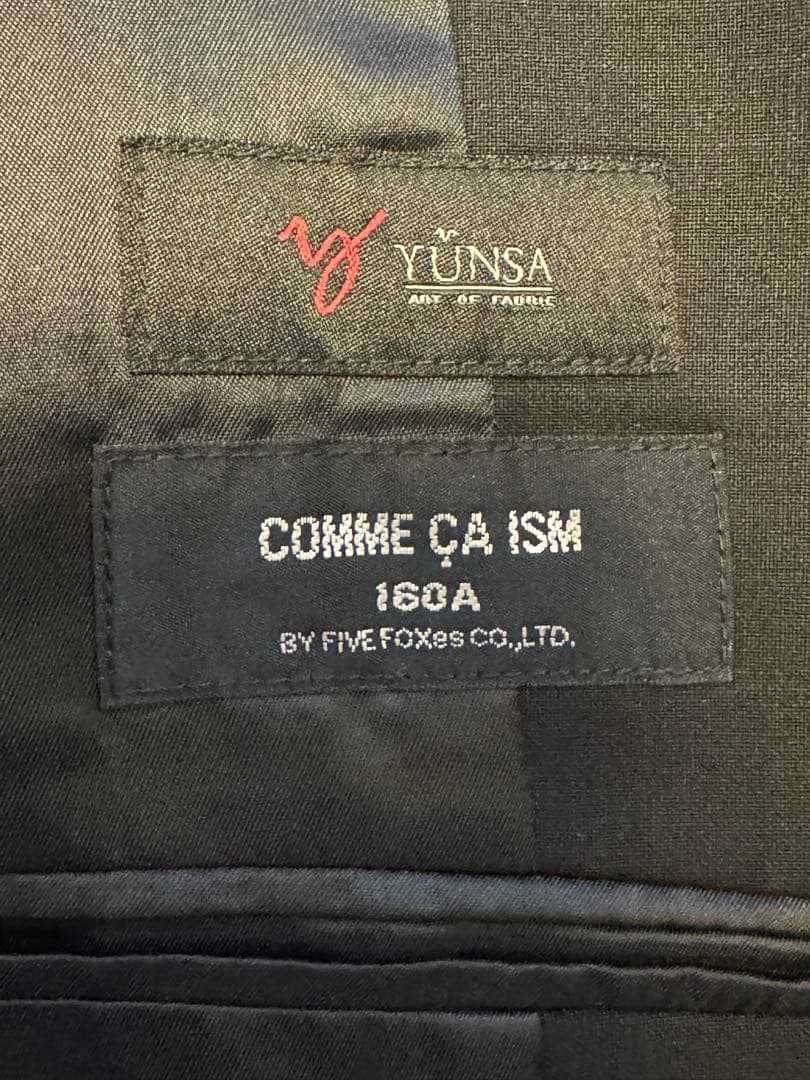 y YÜNSA
ART OF FABRIC
COMME ÇA ISM
160A
BY FIVE FOXes CO.,LTD.